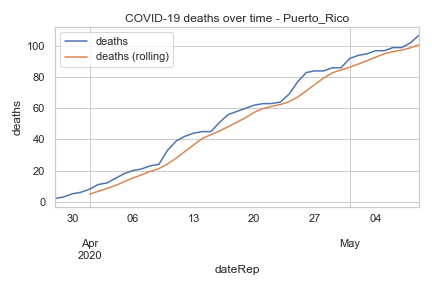 COVID-19 deaths over time - Puerto_Rico
deaths
deaths (rolling)
100
80
60
40
20
0
deaths
30 06 13 20 27 04
Apr May
2020
dateRep